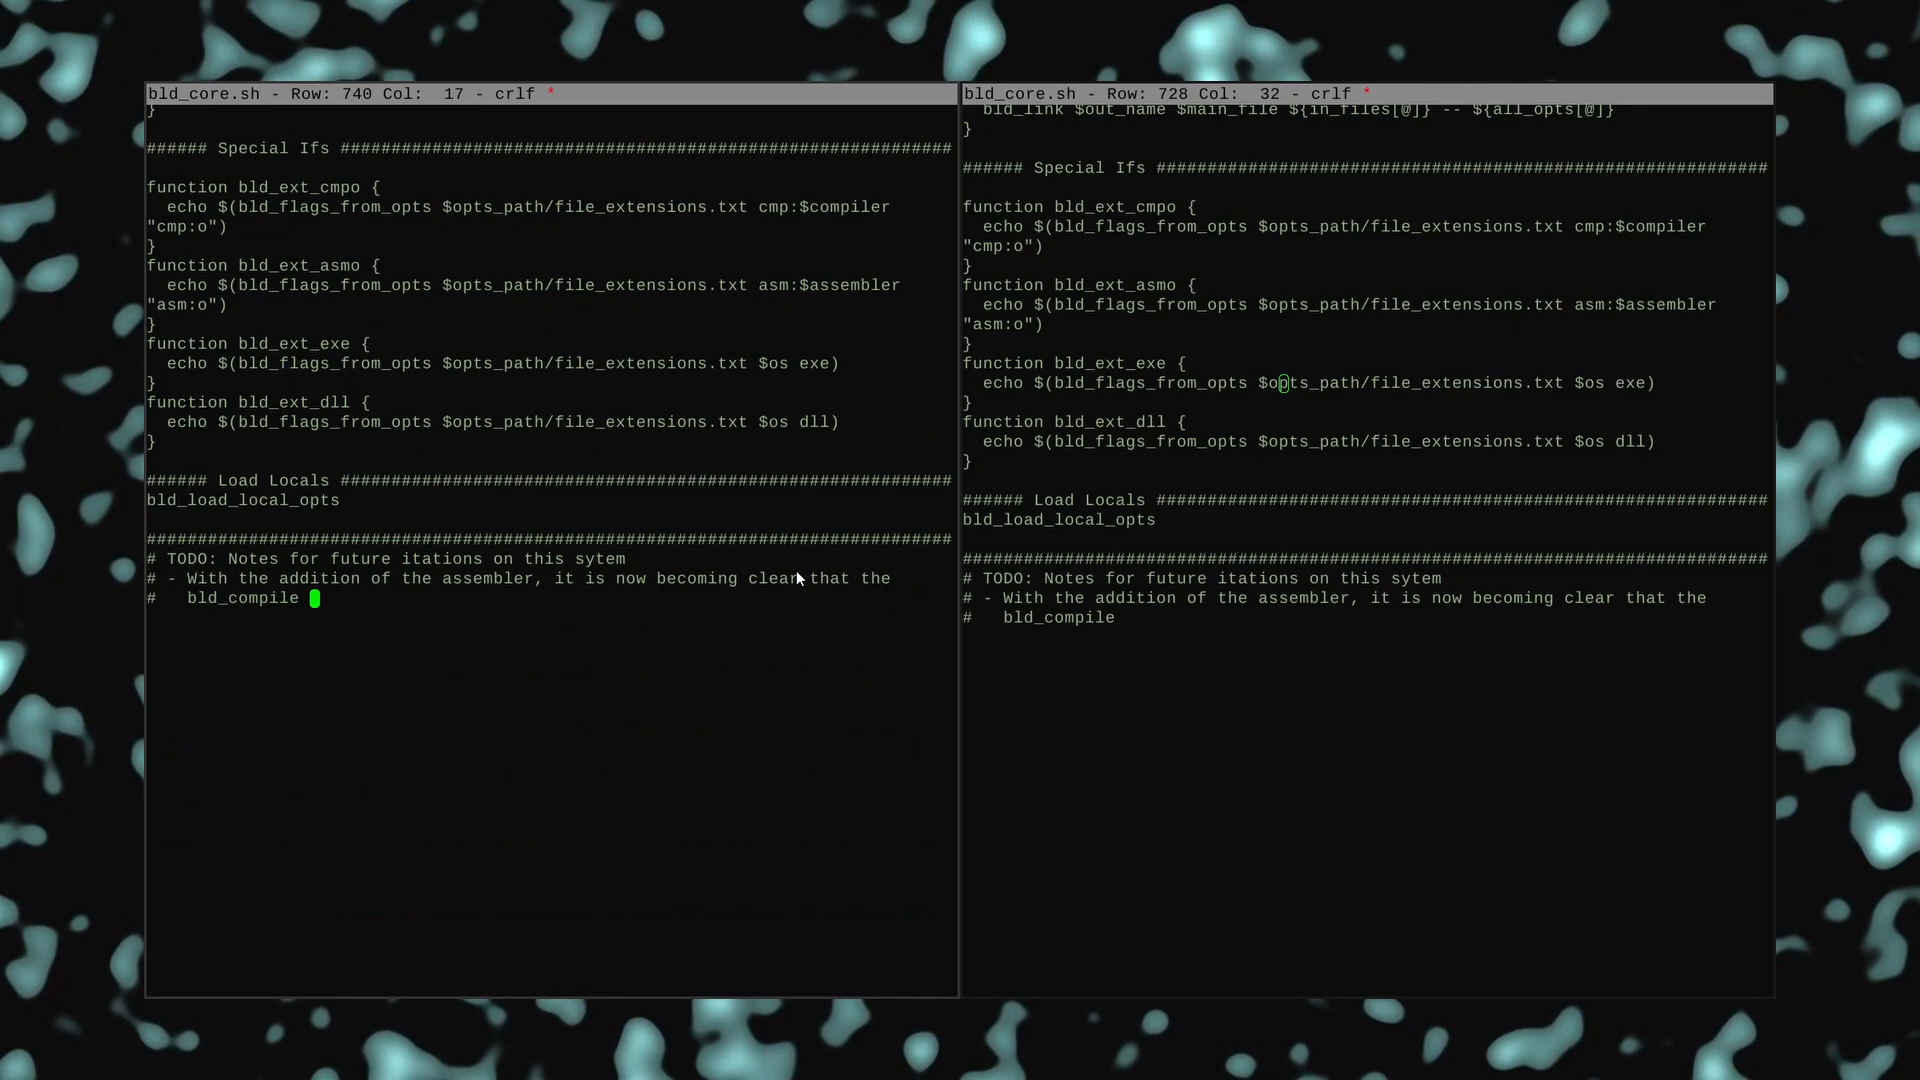 bld_core.sh - Row: 740 Col:  17 - crlf *
}
###### Special Ifs ############################################################
function bld_ext_cmpo {
  echo $(bld_flags_from_opts $opts_path/file_extensions.txt cmp:$compiler
"cmp:o")
}
function bld_ext_asmo {
  echo $(bld_flags_from_opts $opts_path/file_extensions.txt asm:$assembler
"asm:o")
}
function bld_ext_exe {
  echo $(bld_flags_from_opts $opts_path/file_extensions.txt $os exe)
}
function bld_ext_dll {
  echo $(bld_flags_from_opts $opts_path/file_extensions.txt $os dll)
}
###### Load Locals ############################################################
bld_load_local_opts
###############################################################################
# TODO: Notes for future itations on this sytem
# - With the addition of the assembler, it is now becoming clear that the
#   bld_compile
bld_core.sh - Row: 728 Col:  32 - crlf *
  bld_link $out_name $main_file ${in_files[@]} -- ${all_opts[@]}
}
###### Special Ifs ############################################################
function bld_ext_cmpo {
  echo $(bld_flags_from_opts $opts_path/file_extensions.txt cmp:$compiler
"cmp:o")
}
function bld_ext_asmo {
  echo $(bld_flags_from_opts $opts_path/file_extensions.txt asm:$assembler
"asm:o")
}
function bld_ext_exe {
  echo $(bld_flags_from_opts $opts_path/file_extensions.txt $os exe)
}
function bld_ext_dll {
  echo $(bld_flags_from_opts $opts_path/file_extensions.txt $os dll)
}
###### Load Locals ############################################################
bld_load_local_opts
###############################################################################
# TODO: Notes for future itations on this sytem
# - With the addition of the assembler, it is now becoming clear that the
#   bld_compile